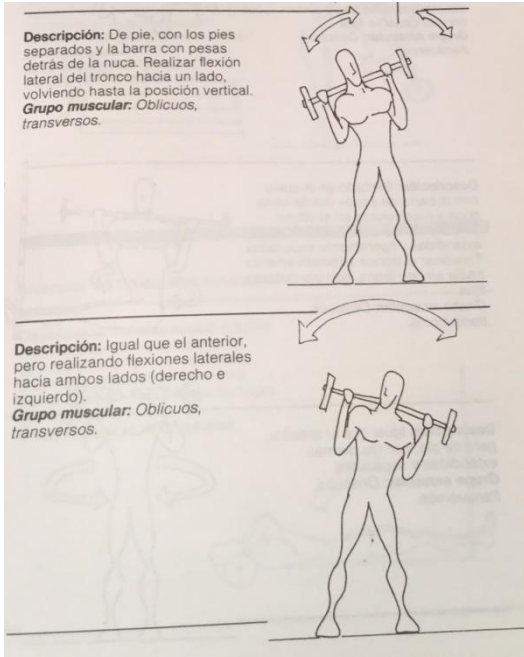 Descripción: De pie, con los pies
separados y la barra con pesas
detrás de la nuca. Realizar flexión
lateral del tronco hacia un lado,
volviendo hasta la posición vertical.
Grupo muscular: Oblicuos,
transversos.
Descripción: Igual que el anterior,
pero realizando flexiones laterales
hacia ambos lados (derecho e
izquierdo).
Grupo muscular: Oblicuos,
transversos.